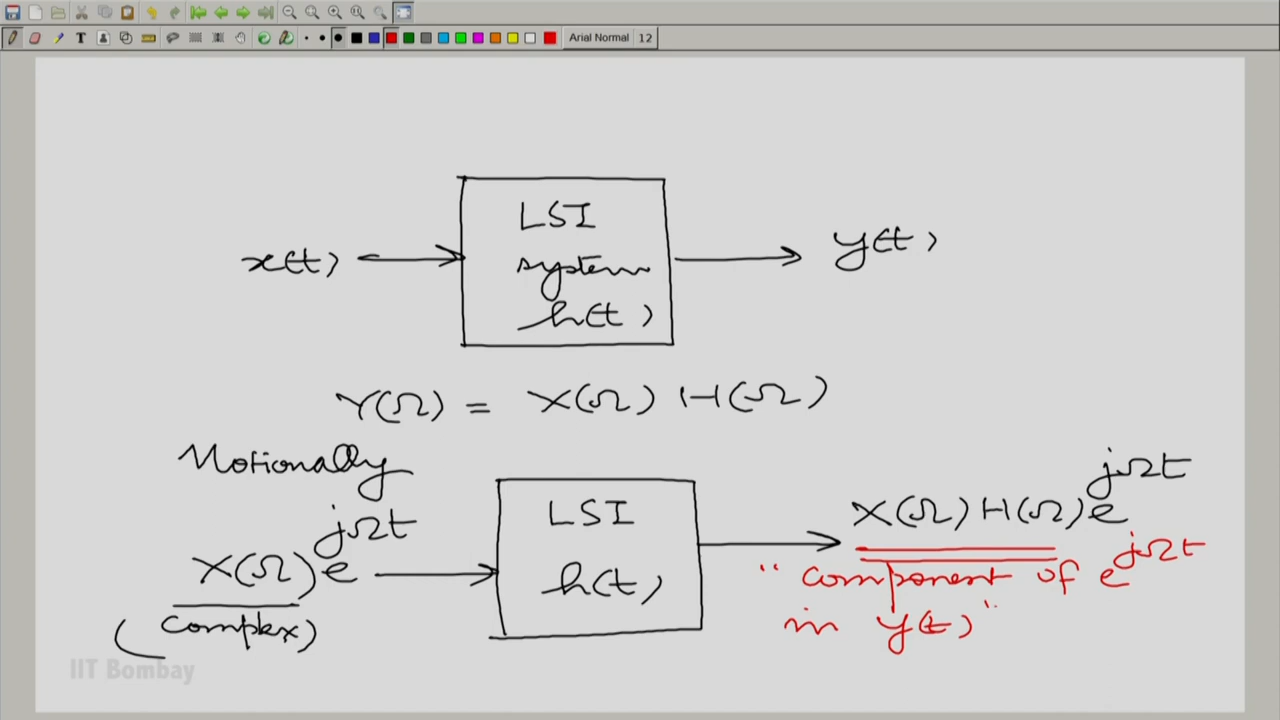 Arial Normal 12
LSI
system
h(t)
x(t)
y(t)
Y(Ω) = X(Ω) H(Ω)
Notionally
X(Ω)e^jΩt
(complex)
LSI
h(t)
X(Ω)H(Ω)e^jΩt
"component of e^jΩt
in y(t)"
IIT Bombay